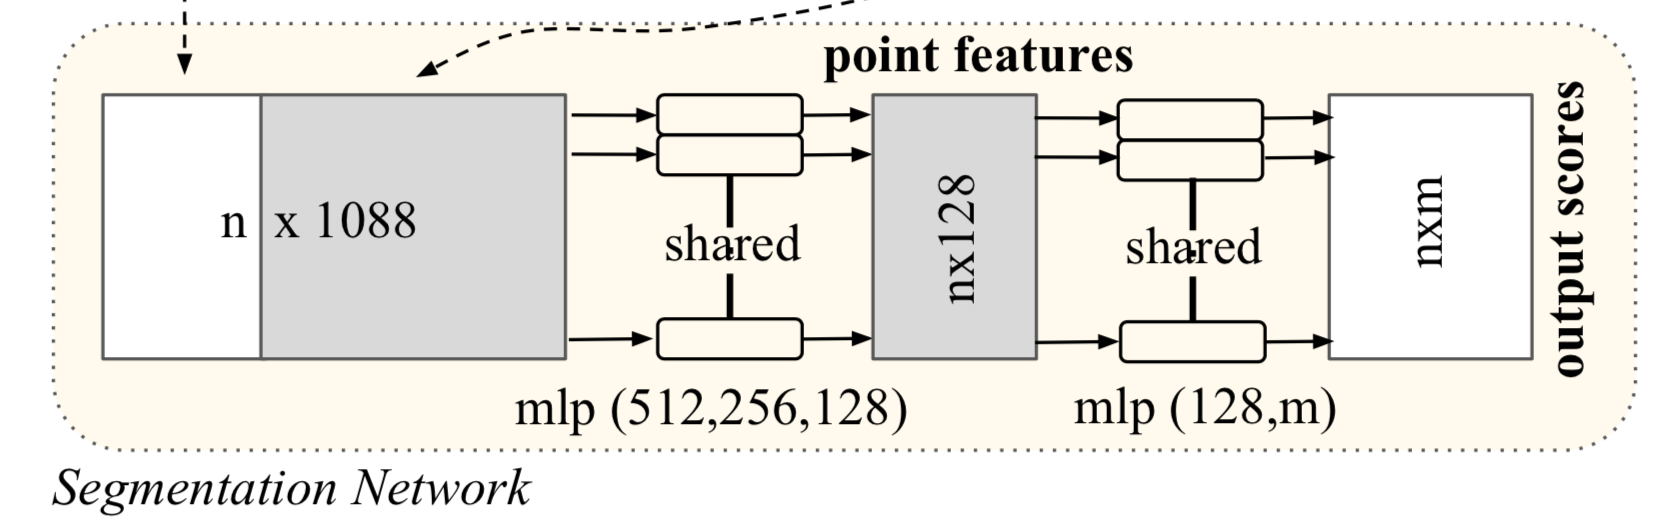 point features
n x 1088
shared
nx128
shared
nxm
output scores
mlp (512,256,128)
mlp (128,m)
Segmentation Network